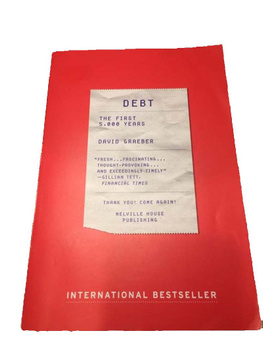 DEBT
THE FIRST
5,000 YEARS
DAVID GRAEBER
"FRESH... FASCINATING...
THOUGHT-PROVOKING...
AND EXCEEDINGLY TIMELY"
—GILLIAN TETT,
FINANCIAL TIMES
THANK YOU! COME AGAIN!
MELVILLE HOUSE
PUBLISHING
INTERNATIONAL BESTSELLER